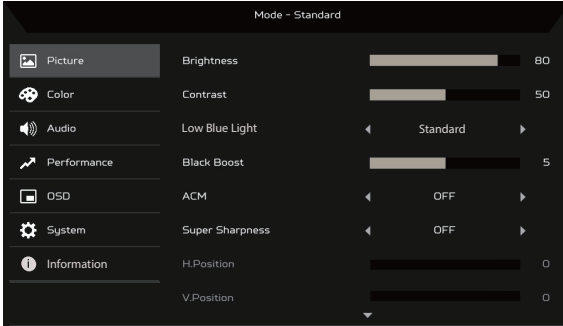 Mode - Standard
Picture
Brightness 80
Color
Contrast 50
Audio
Low Blue Light Standard
Performance
Black Boost 5
OSD
ACM OFF
System
Super Sharpness OFF
Information
H.Position 0
V.Position 0